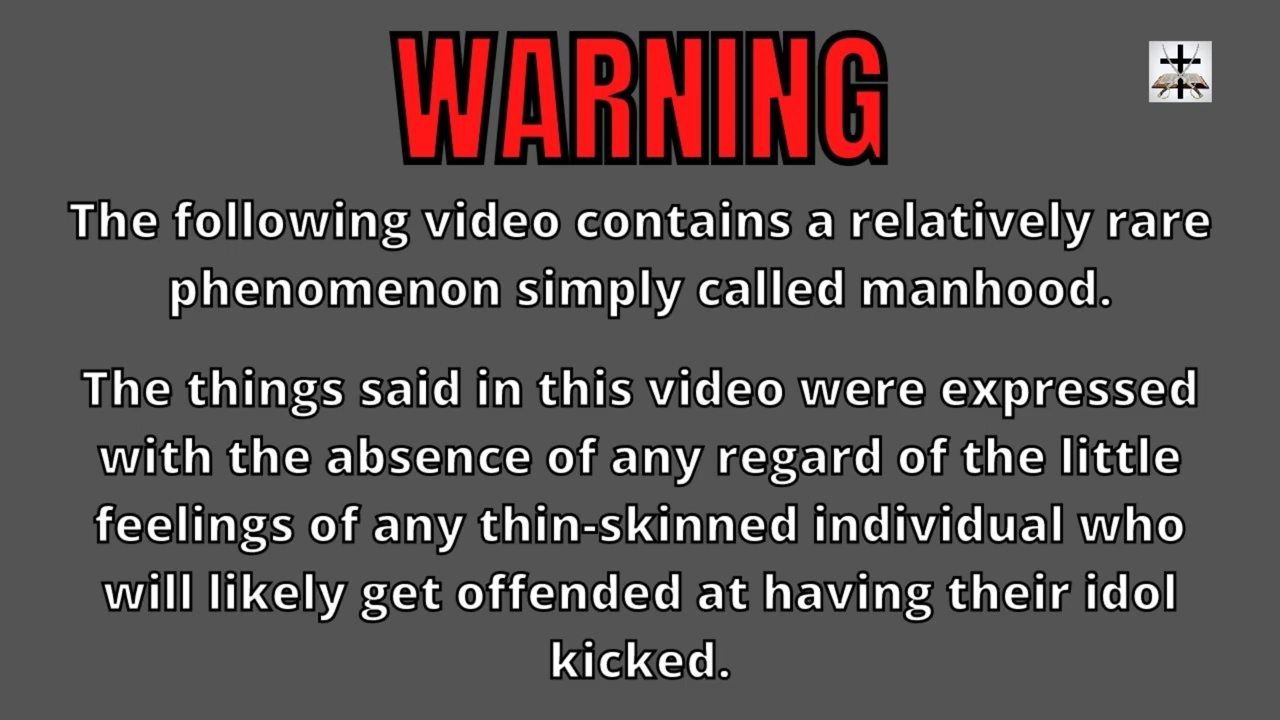 WARNING
The following video contains a relatively rare
phenomenon simply called manhood.
The things said in this video were expressed
with the absence of any regard of the little
feelings of any thin-skinned individual who
will likely get offended at having their idol
kicked.